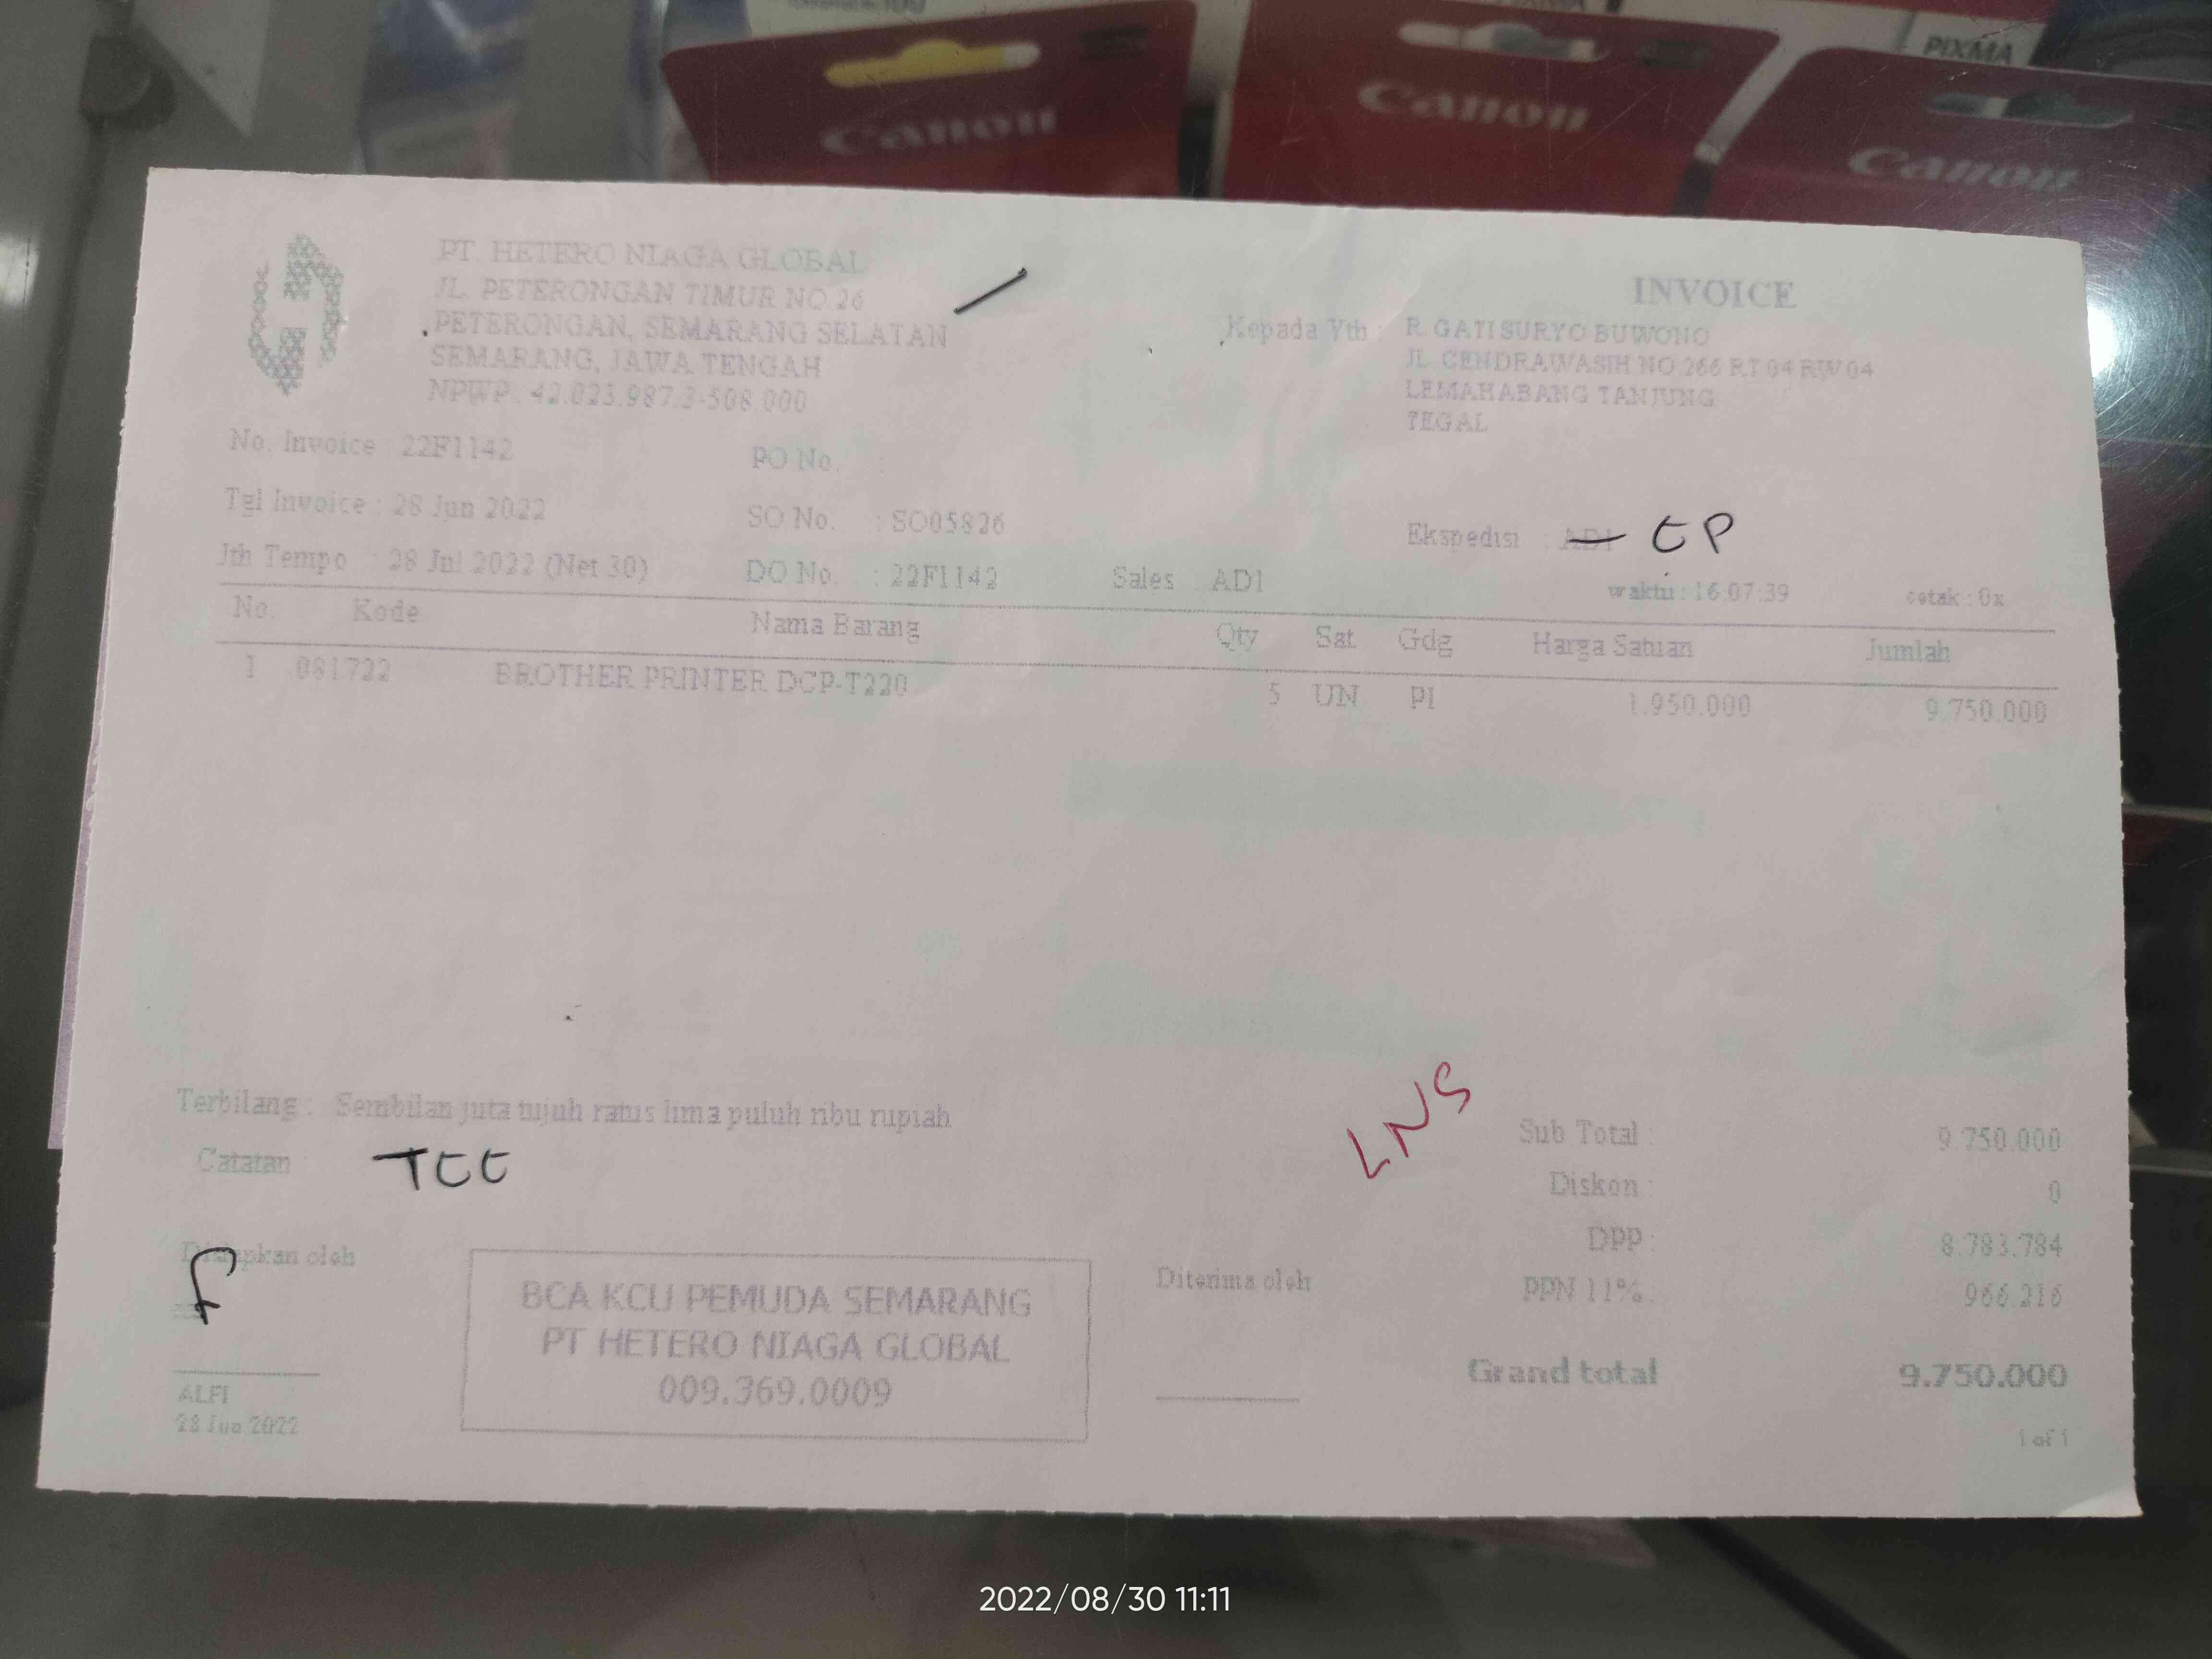 PIXMA
Canon
Canon
Canon
PT. HETERO NIAGA GLOBAL
JL. PETERONGAN TIMUR NO.26
PETERONGAN, SEMARANG SELATAN
SEMARANG, JAWA TENGAH
NPWP : 42.023.987.3-508.000
INVOICE
Kepada Yth : R. GATI SURYO BUWONO
JL. CENDRAWASIH NO 266 RT 04 RW 04
LEMAHABANG TANJUNG
TEGAL
No. Invoice : 22F1142
PO No. :
Tgl Invoice : 28 Jun 2022
SO No. : SO05826
Ekspedisi : AD1 CP
Jth Tempo : 28 Jul 2022 (Net 30)
DO No. : 22F1142
Sales : AD1
waktu : 16:07:39
cetak : 0x
No. Kode Nama Barang Qty Sat Gdg Harga Satuan Jumlah
1 081722 BROTHER PRINTER DCP-T220 5 UN PI 1.950.000 9.750.000
Terbilang : Sembilan juta tujuh ratus lima puluh ribu rupiah
Catatan TCC
LNS
Sub Total : 9.750.000
Diskon : 0
DPP : 8.783.784
PPN 11% : 966.216
Grand total 9.750.000
Disiapkan oleh
ALFI
28 Jun 2022
BCA KCU PEMUDA SEMARANG
PT HETERO NIAGA GLOBAL
009.369.0009
Diterima oleh
1 of 1
2022/08/30 11:11